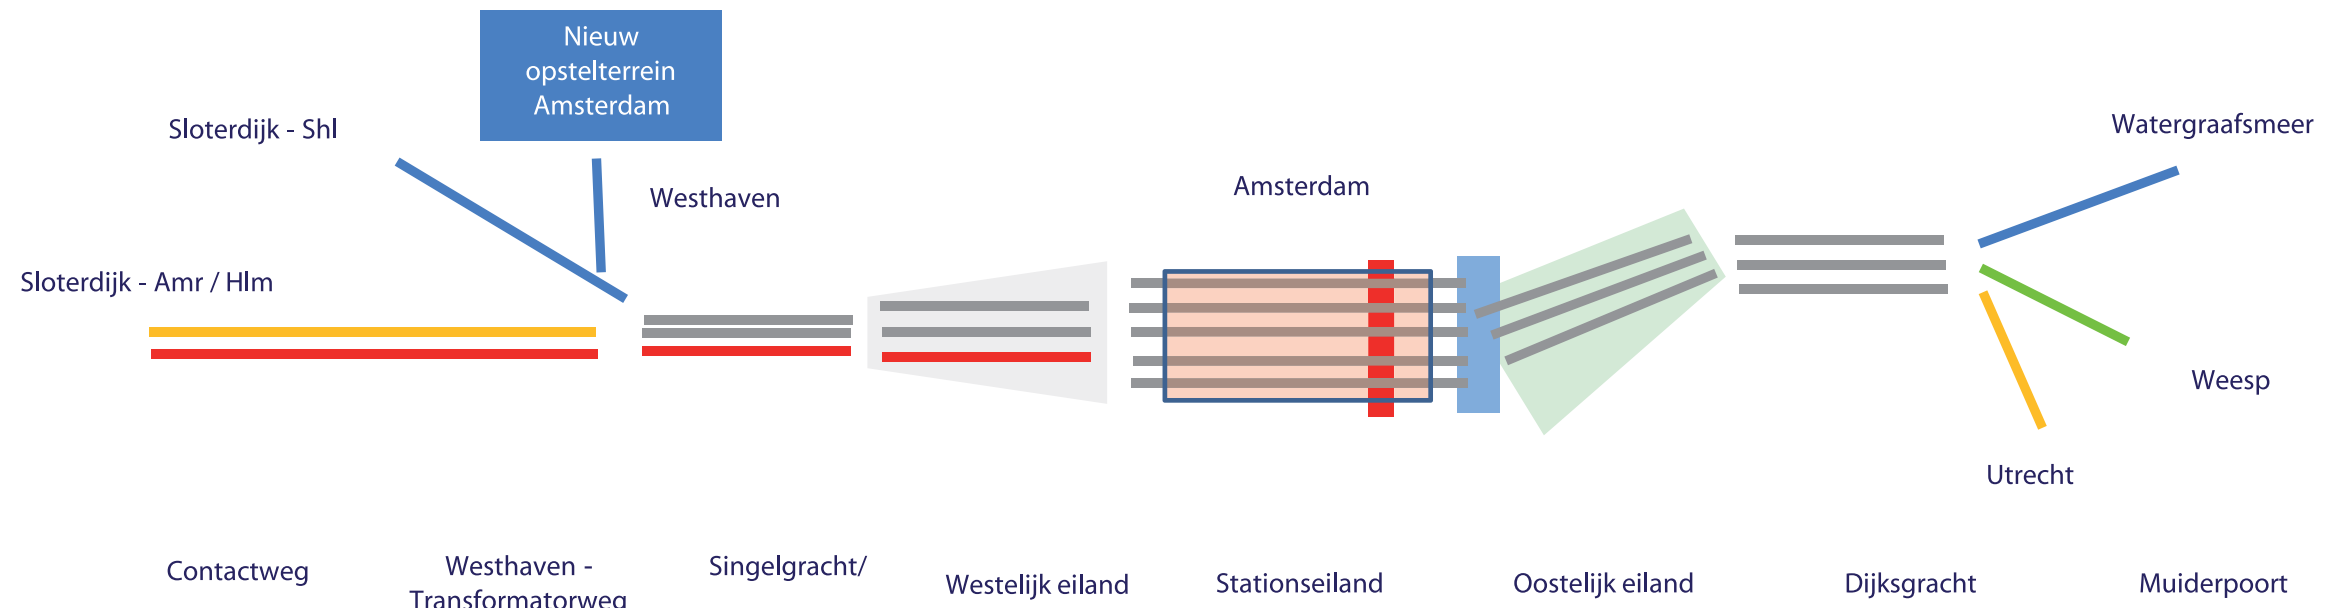 Nieuw
opstelterrein
Amsterdam
Sloterdijk - Shl
Watergraafsmeer
Westhaven
Amsterdam
Sloterdijk - Amr / Hlm
Weesp
Utrecht
Contactweg
Westhaven -
Transformatorweg
Singelgracht/
Westelijk eiland
Stationseiland
Oostelijk eiland
Dijksgracht
Muiderpoort